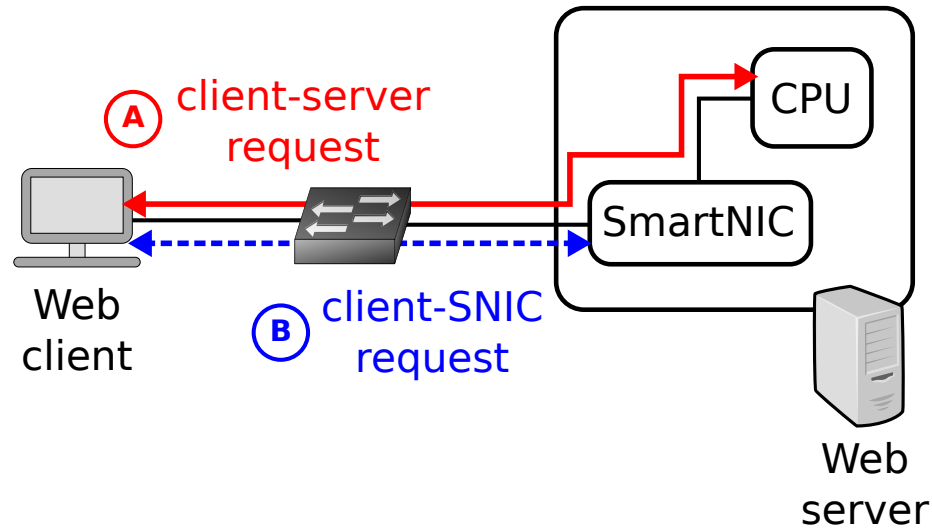 A
client-server
request
CPU
SmartNIC
Web
client
B
client-SNIC
request
Web
server